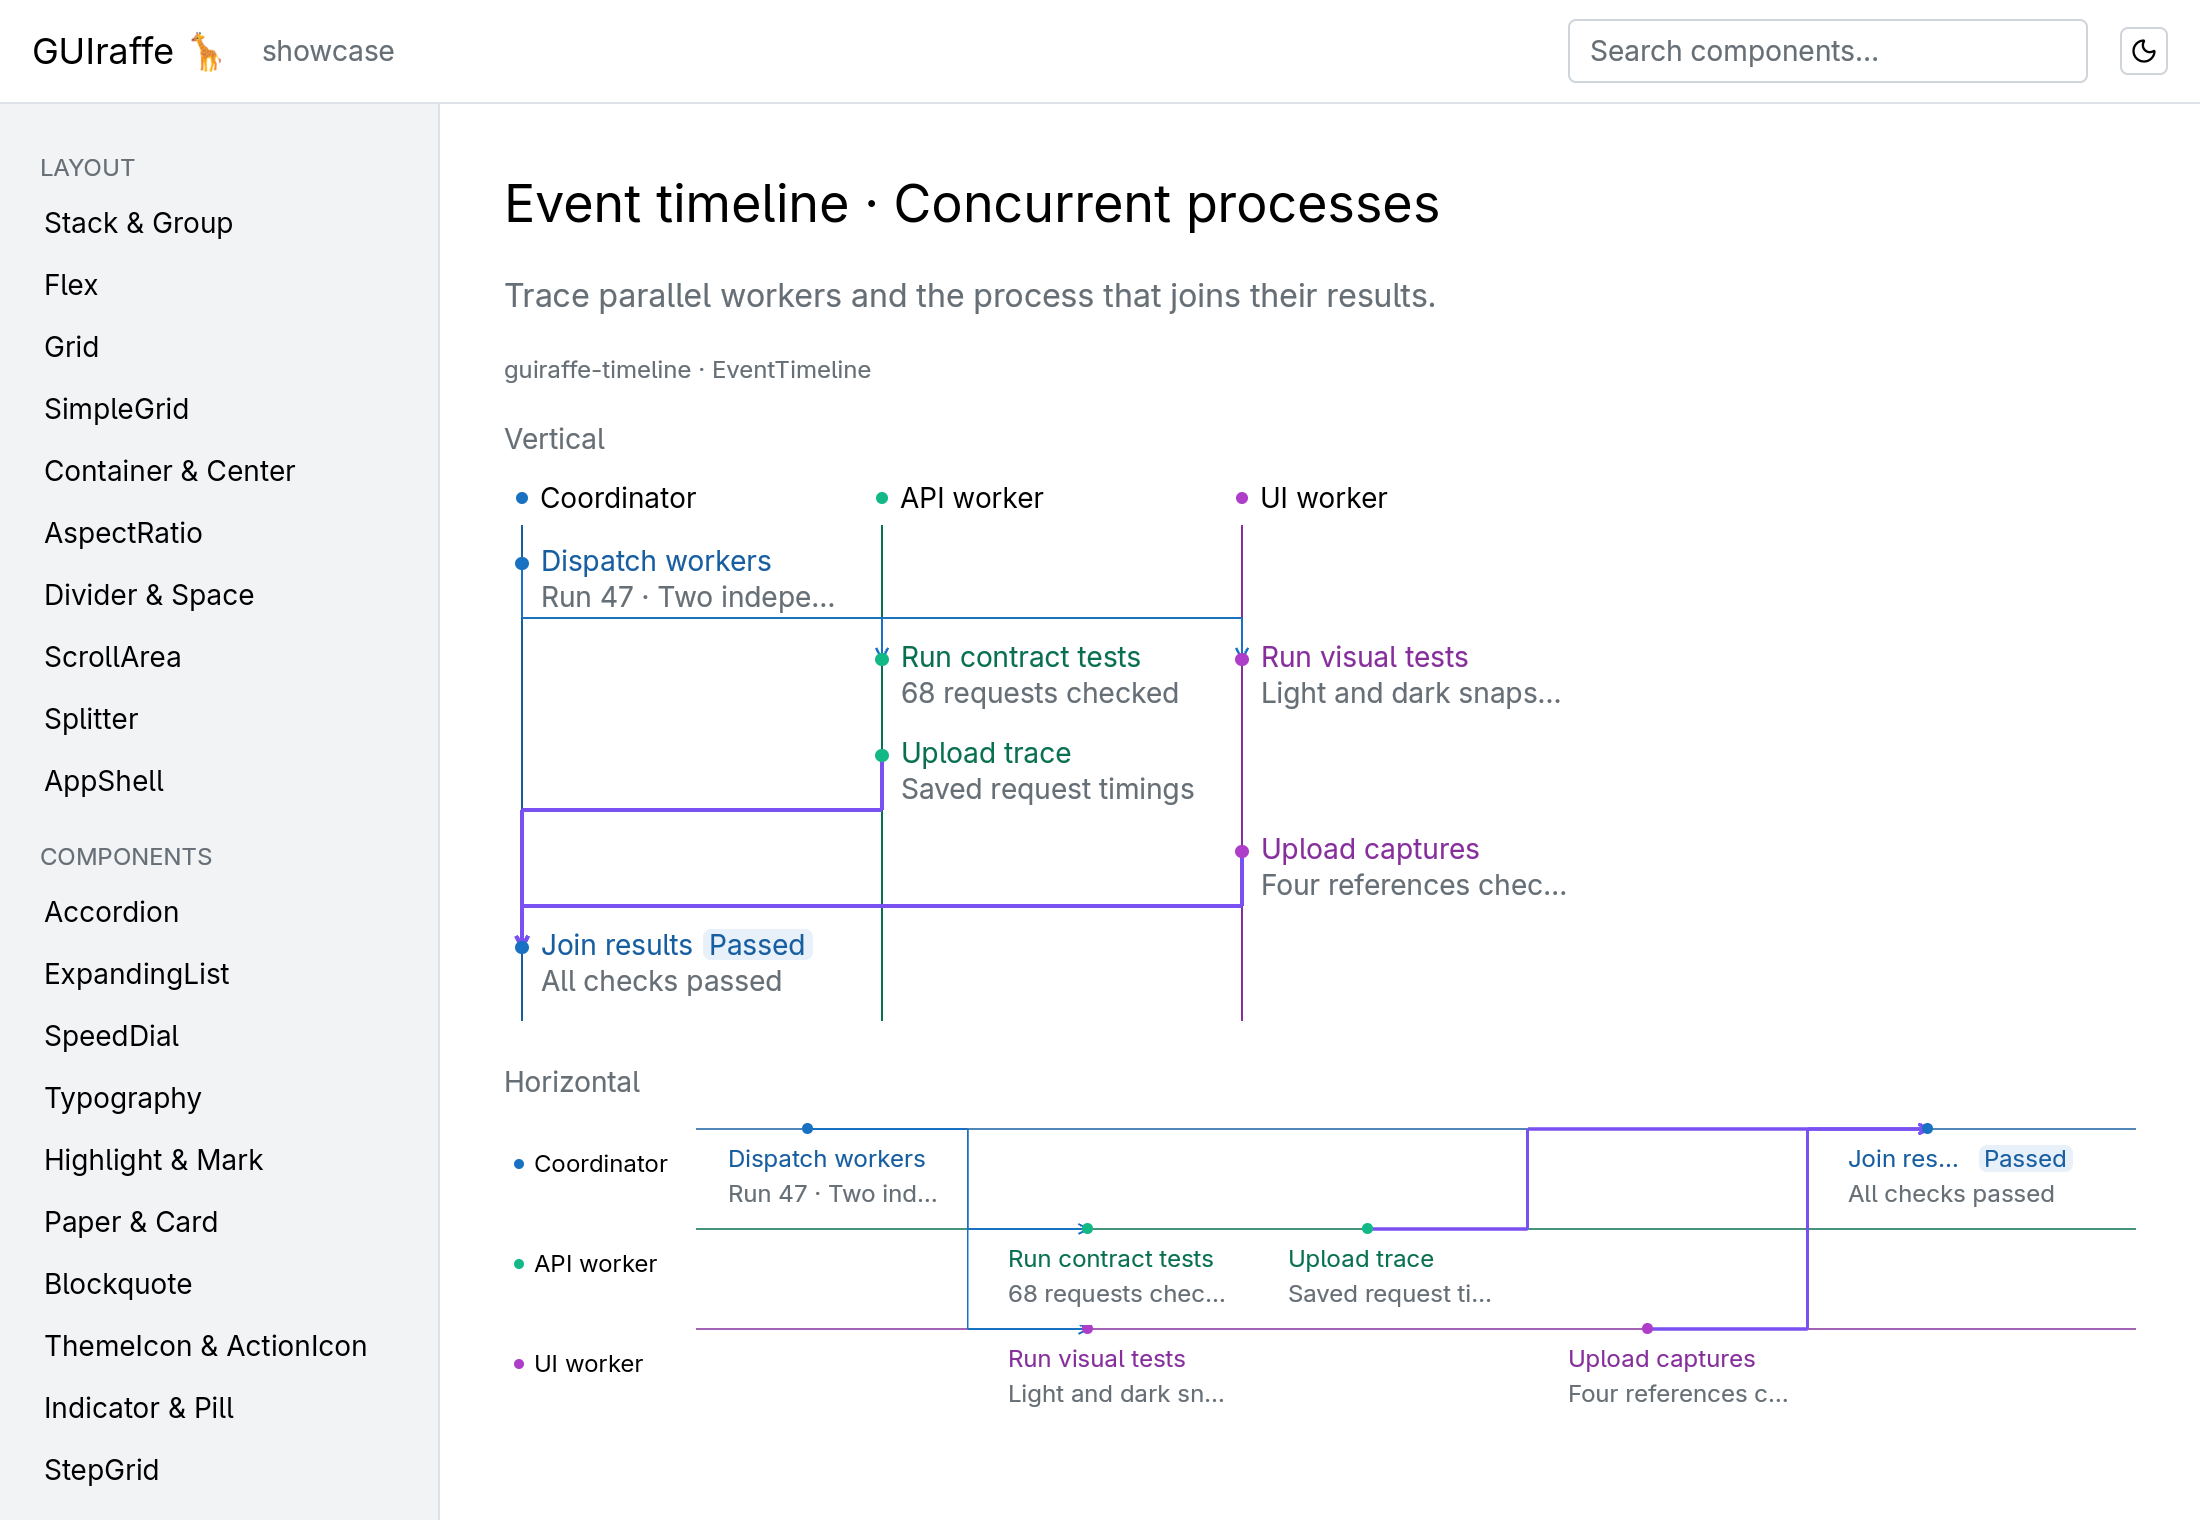 GUIraffe 🦒 showcase
Search components...
LAYOUT
Stack & Group
Flex
Grid
SimpleGrid
Container & Center
AspectRatio
Divider & Space
ScrollArea
Splitter
AppShell
COMPONENTS
Accordion
ExpandingList
SpeedDial
Typography
Highlight & Mark
Paper & Card
Blockquote
ThemeIcon & ActionIcon
Indicator & Pill
StepGrid
Event timeline · Concurrent processes
Trace parallel workers and the process that joins their results.
guiraffe-timeline · EventTimeline
Vertical
Coordinator API worker UI worker
Dispatch workers
Run 47 · Two indepe...
Run contract tests Run visual tests
68 requests checked Light and dark snaps...
Upload trace
Saved request timings
Upload captures
Four references chec...
Join results Passed
All checks passed
Horizontal
Coordinator
Dispatch workers
Run 47 · Two ind...
Join res... Passed
All checks passed
API worker
Run contract tests Upload trace
68 requests chec... Saved request ti...
UI worker
Run visual tests Upload captures
Light and dark sn... Four references c...